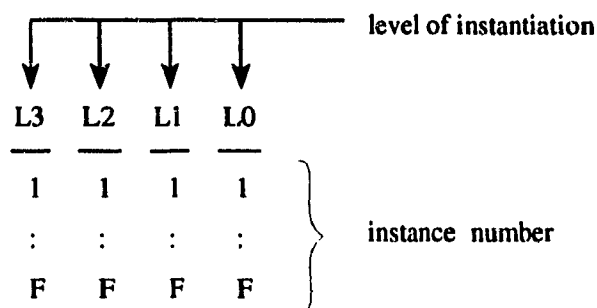 level of instantiation
L3 L2 L1 L0
1 1 1 1
: : : :
instance number
F F F F